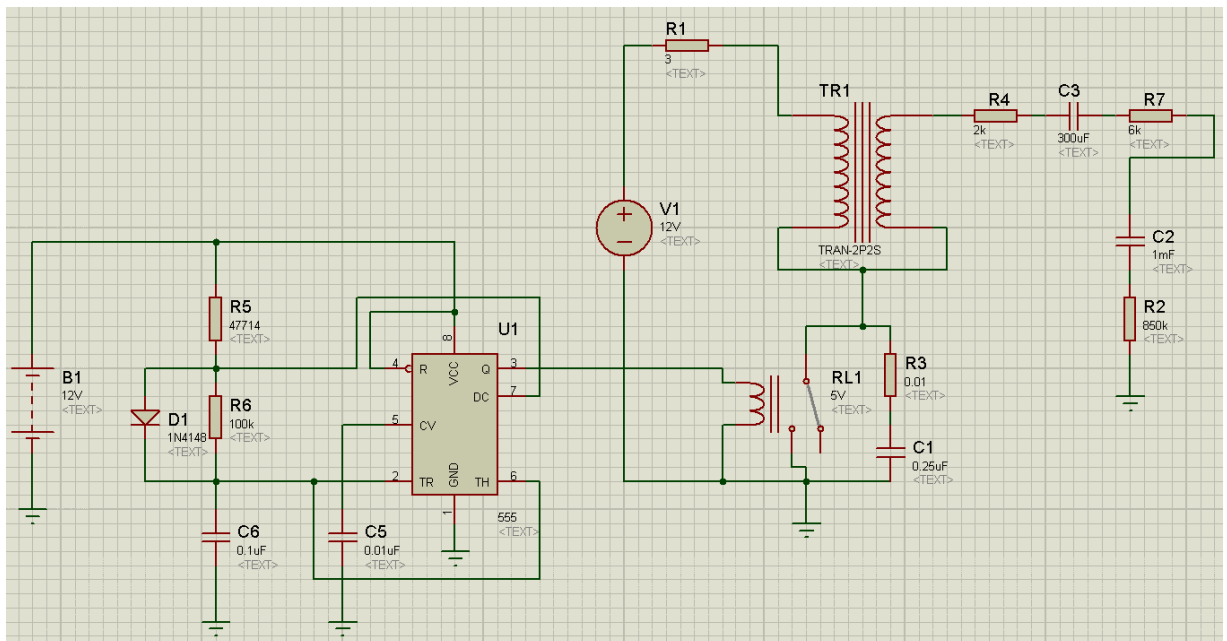 R1
3
<TEXT>
TR1
TRAN-2P2S
<TEXT>
R4
2k
<TEXT>
C3
300uF
<TEXT>
R7
6k
<TEXT>
V1
12V
<TEXT>
+
−
C2
1mF
<TEXT>
R2
850k
<TEXT>
R5
47714
<TEXT>
U1
8
4
R
VCC
Q
3
DC
7
5
CV
2
TR
GND
TH
6
1
555
<TEXT>
B1
12V
<TEXT>
D1
1N4148
<TEXT>
R6
100k
<TEXT>
RL1
5V
<TEXT>
R3
0.01
<TEXT>
C1
0.25uF
<TEXT>
C6
0.1uF
<TEXT>
C5
0.01uF
<TEXT>